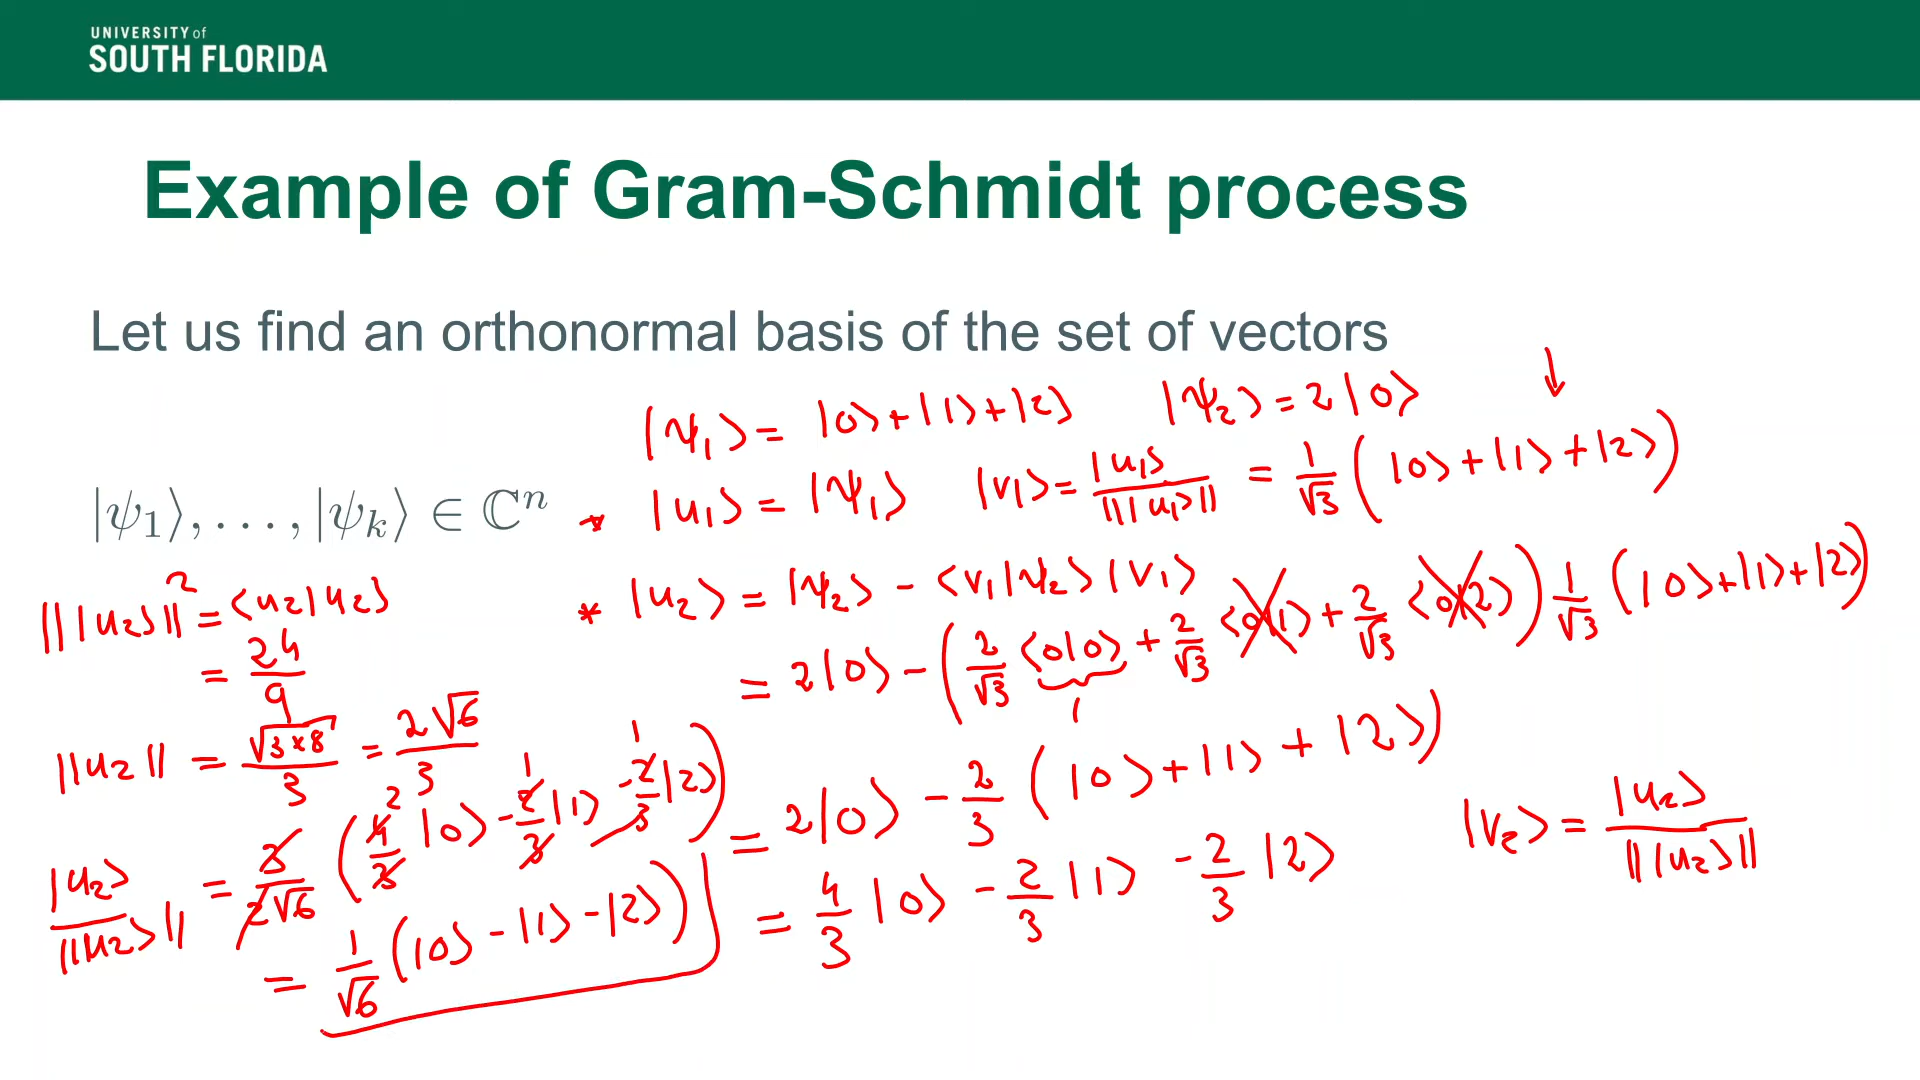 UNIVERSITY of
SOUTH FLORIDA
Example of Gram-Schmidt process
Let us find an orthonormal basis of the set of vectors
|ψ₁⟩, . . . , |ψₖ⟩ ∈ ℂⁿ
|ψ₁⟩ = |0⟩+|1⟩+|2⟩ |ψ₂⟩ = 2|0⟩ ↓
* |u₁⟩ = |ψ₁⟩ |v₁⟩ = |u₁⟩ / || |u₁⟩ || = 1/√3 ( |0⟩+|1⟩+|2⟩ )
* |u₂⟩ = |ψ₂⟩ - ⟨v₁|ψ₂⟩ |v₁⟩
= 2|0⟩ - ( 2/√3 ⟨0|0⟩ + 2/√3 ⟨0|1⟩ + 2/√3 ⟨0|2⟩ ) 1/√3 ( |0⟩+|1⟩+|2⟩ )
1
= 2|0⟩ - 2/3 ( |0⟩+|1⟩+|2⟩ )
= 4/3 |0⟩ - 2/3 |1⟩ - 2/3 |2⟩
|v₂⟩ = |u₂⟩ / || |u₂⟩ ||
|| |u₂⟩ ||² = ⟨u₂|u₂⟩
= 24/9
||u₂|| = √3×8 / 3 = 2√6 / 3
|u₂⟩ / ||u₂⟩|| = 3/2√6 ( 4/3 |0⟩ - 2/3 |1⟩ - 2/3 |2⟩ )
2 1 1
= 1/√6 ( |0⟩ - |1⟩ - |2⟩ )